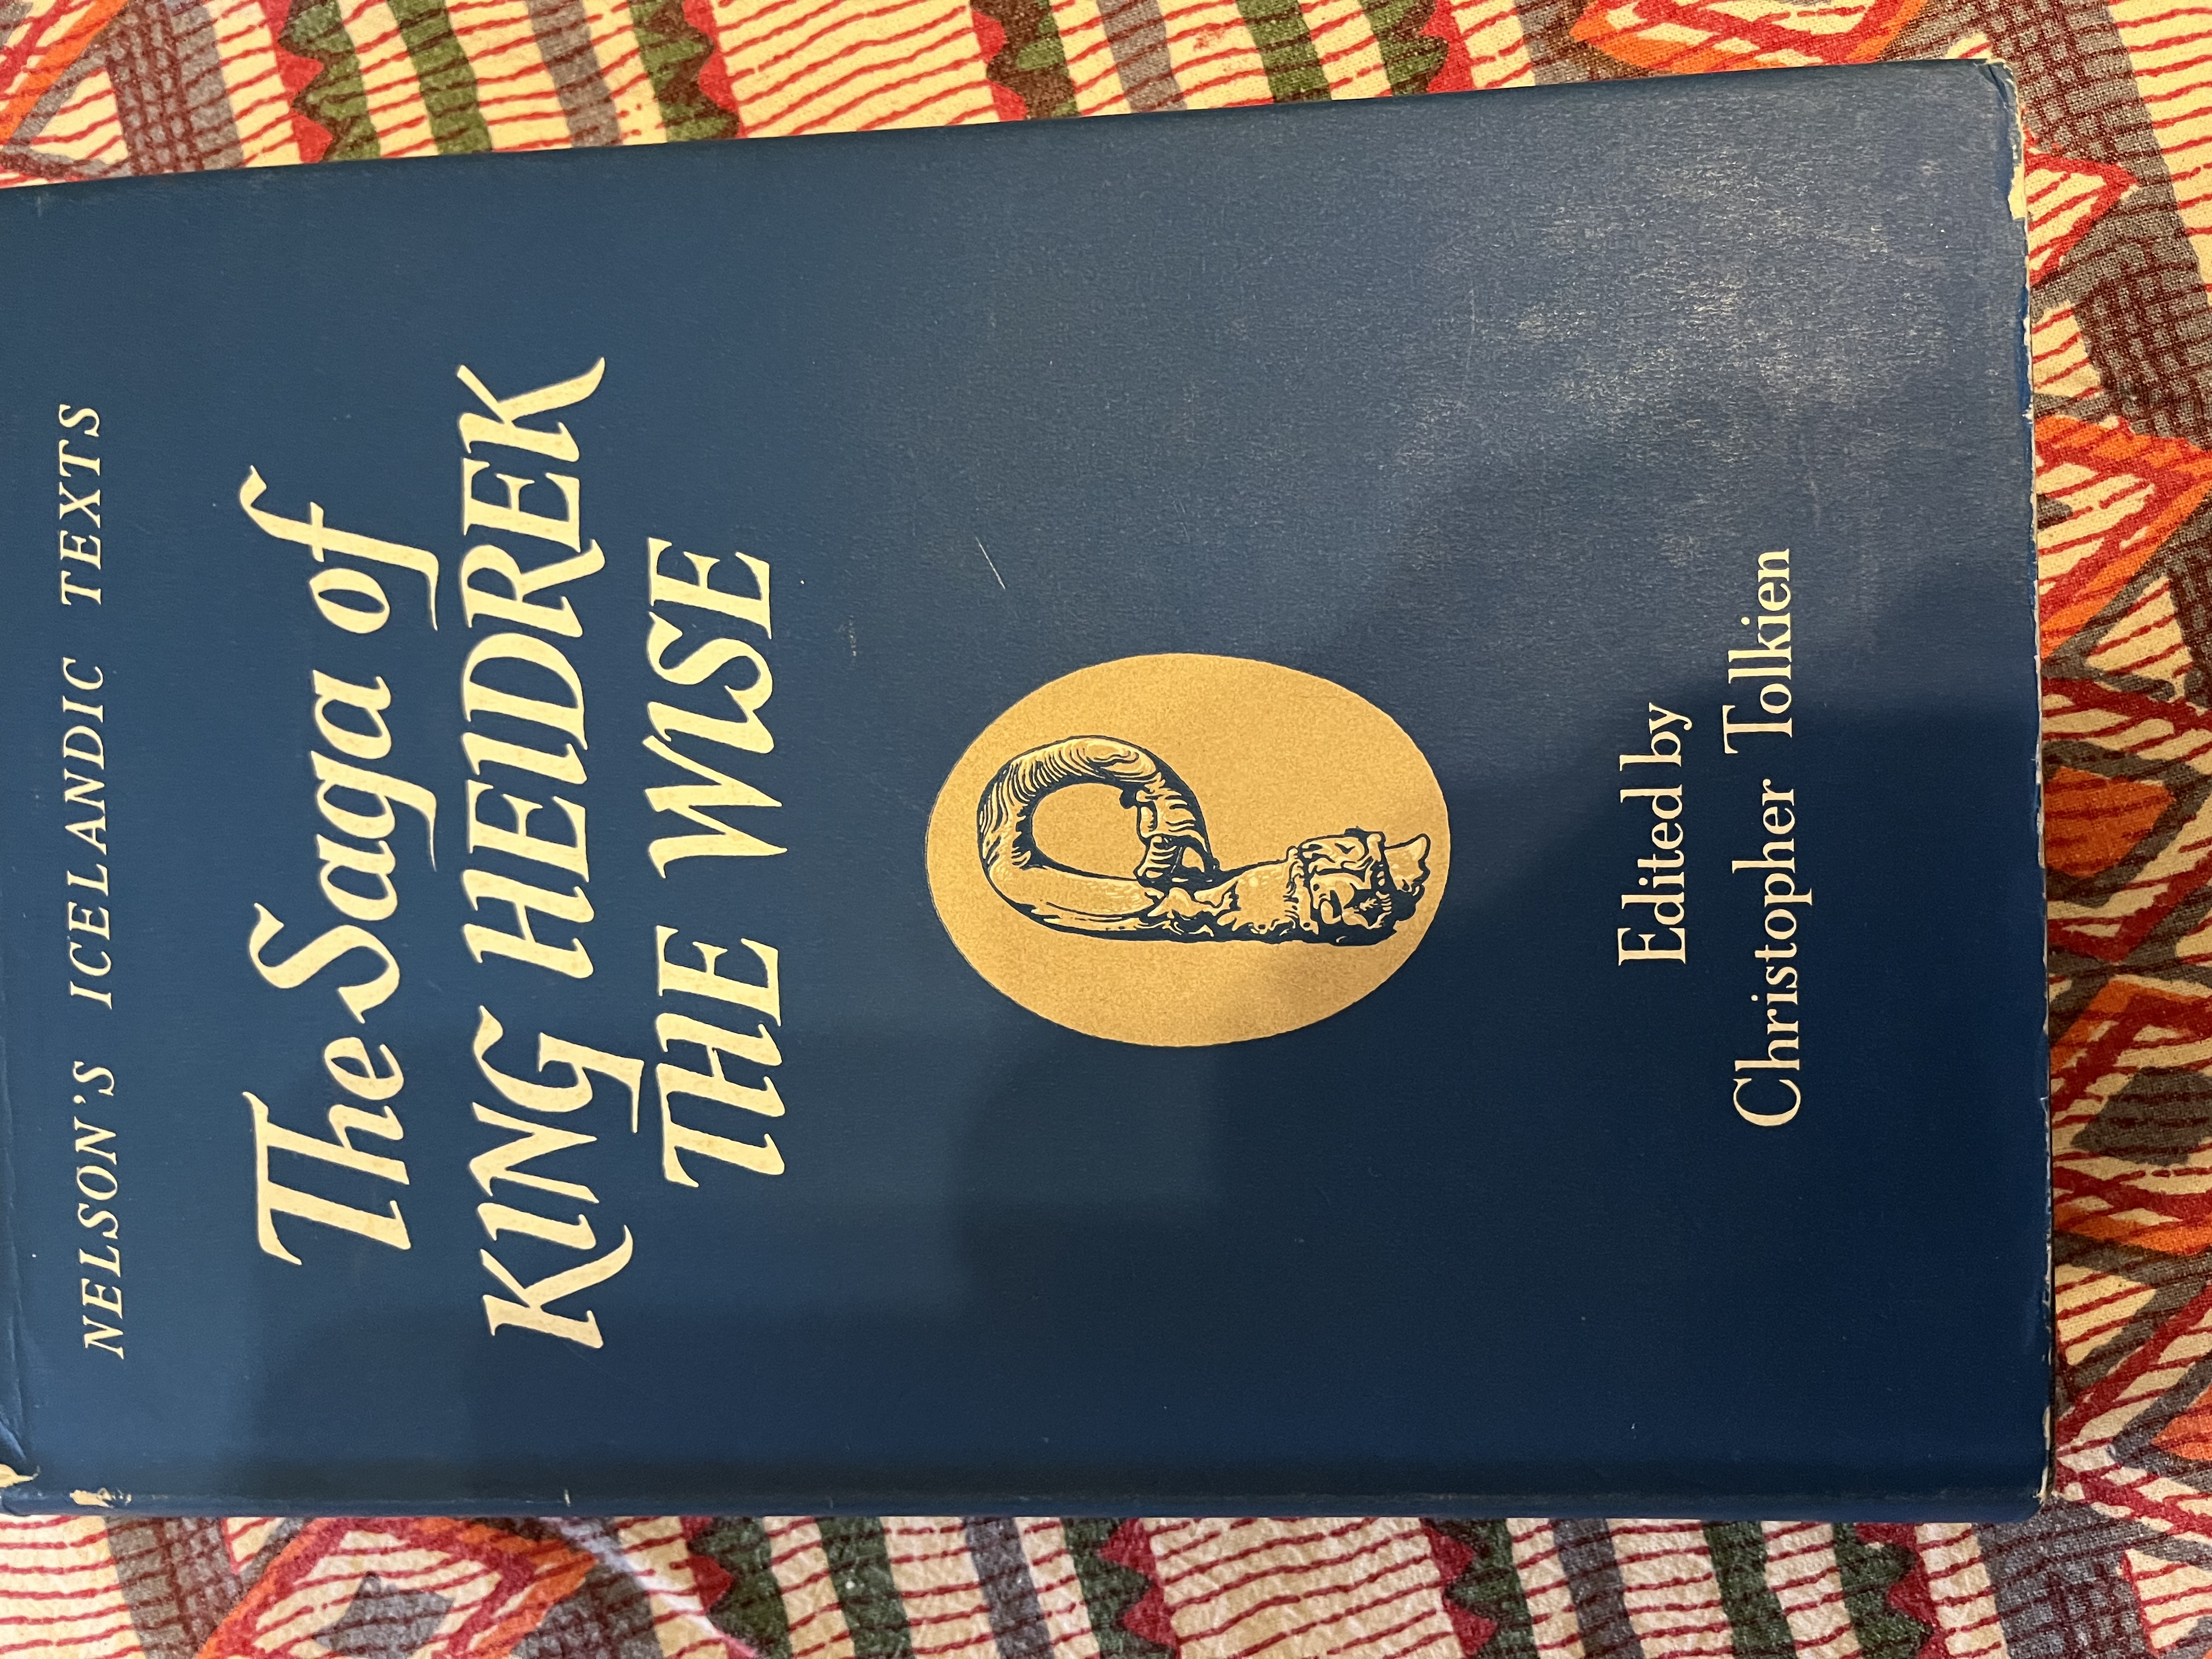 NELSON'S ICELANDIC TEXTS
The Saga of
KING HEIDREK
THE WISE
Edited by
Christopher Tolkien